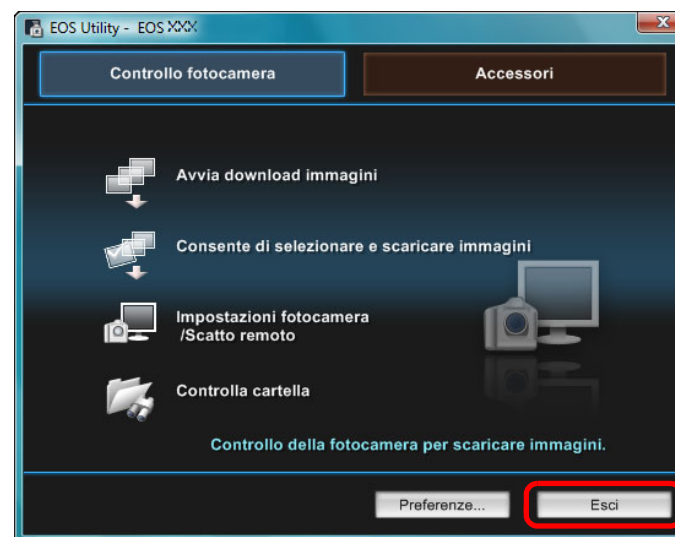 EOS Utility - EOS XXX
Controllo fotocamera
Accessori
Avvia download immagini
Consente di selezionare e scaricare immagini
Impostazioni fotocamera
/Scatto remoto
Controlla cartella
Controllo della fotocamera per scaricare immagini.
Preferenze...
Esci